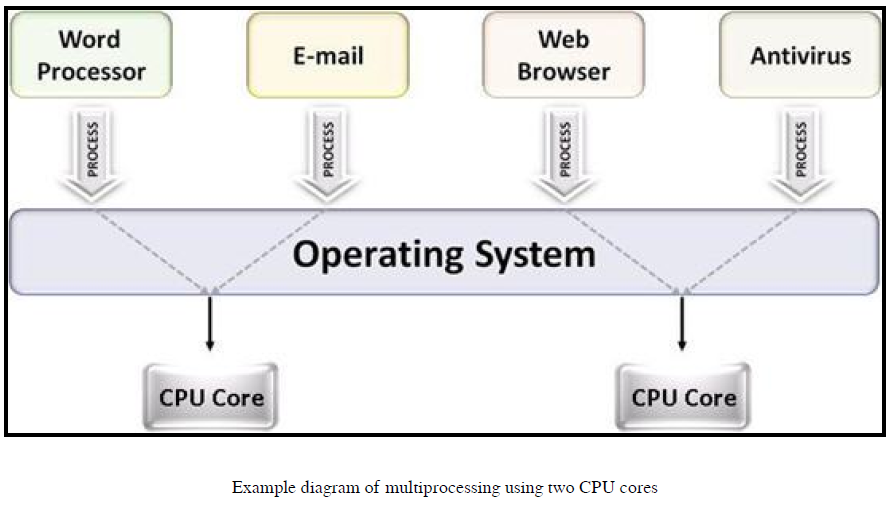 Word
Processor
E-mail
Web
Browser
Antivirus
PROCESS
PROCESS
PROCESS
PROCESS
Operating System
CPU Core
CPU Core
Example diagram of multiprocessing using two CPU cores